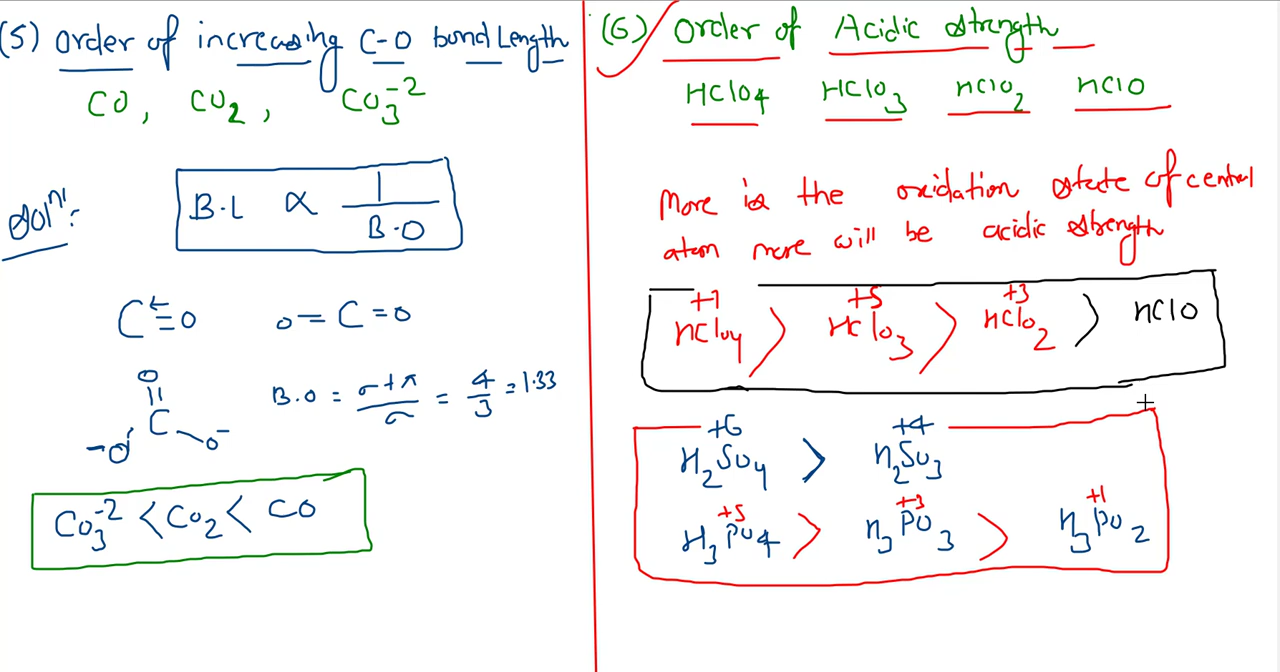 (5) Order of increasing C-O bond Length
CO, CO₂, CO₃⁻²
Solⁿ:
B.L ∝ 1/B.O
C≡O O=C=O
O
||
C
⁻O O⁻
B.O = σ+π/σ = 4/3 = 1.33
CO₃⁻² < CO₂ < CO
(6) Order of Acidic strength
HClO₄ HClO₃ HClO₂ HClO
More is the oxidation state of central
atom more will be acidic strength
+7 +5 +3
HClO₄ > HClO₃ > HClO₂ > HClO
+6 +4
H₂SO₄ > H₂SO₃
+5 +3 +1
H₃PO₄ > H₃PO₃ > H₃PO₂